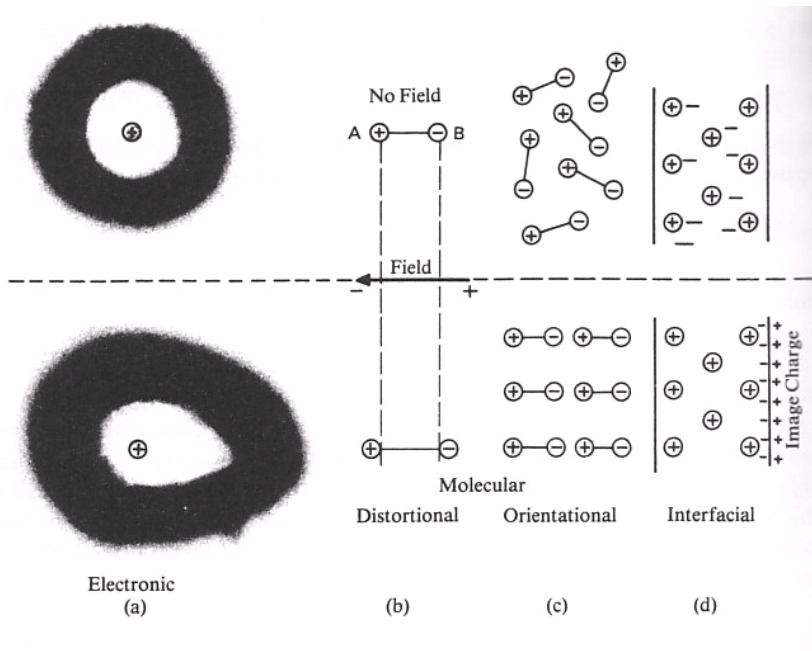 No Field
A + − B
Field
− +
Image Charge
Molecular
Distortional Orientational Interfacial
Electronic
(a) (b) (c) (d)